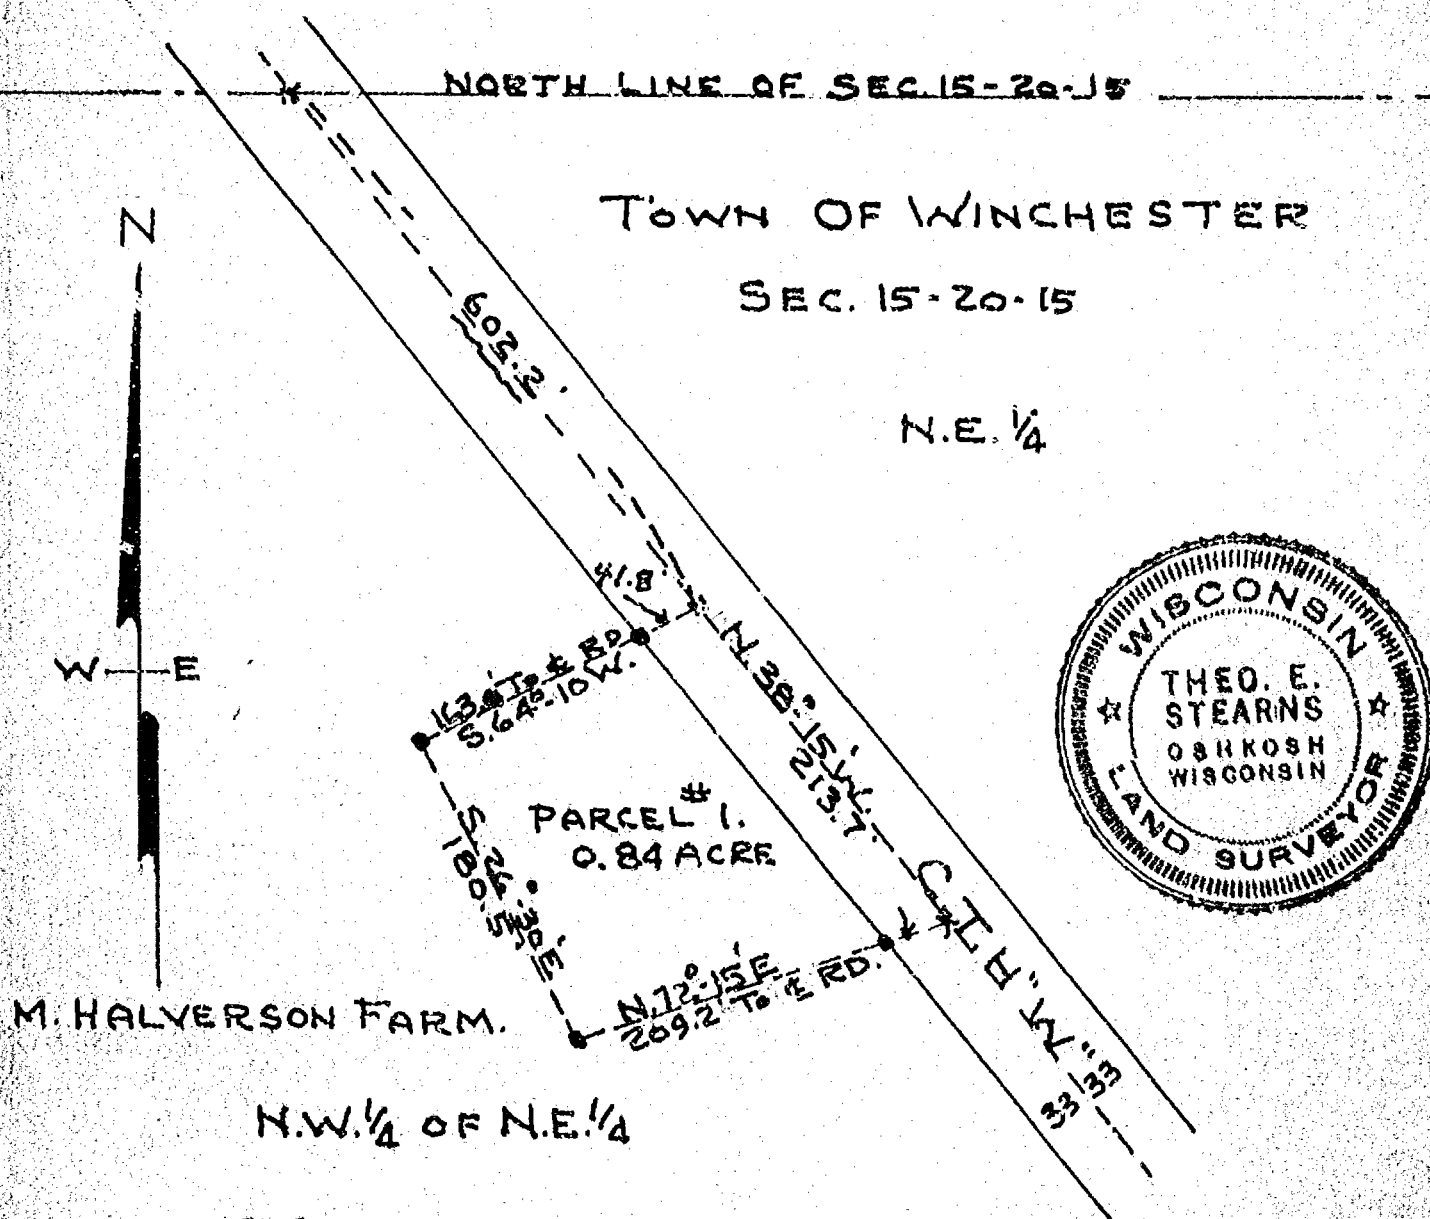 NORTH LINE OF SEC. 15-20-15
TOWN OF WINCHESTER
SEC. 15-20-15
N.E. 1/4
N
W E
605.2'
41.8'
TO ℄ RD.
S. 64°-10' W.
N. 38°-15' W.
213.7'
PARCEL #1.
0.84 ACRE
S. 26°-30' E.
180.5'
N. 72°-15' E
209.2' TO ℄ RD.
33 33
M. HALVERSON FARM.
N.W. 1/4 OF N.E. 1/4
WISCONSIN
THEO. E.
STEARNS
OSHKOSH
WISCONSIN
LAND SURVEYOR